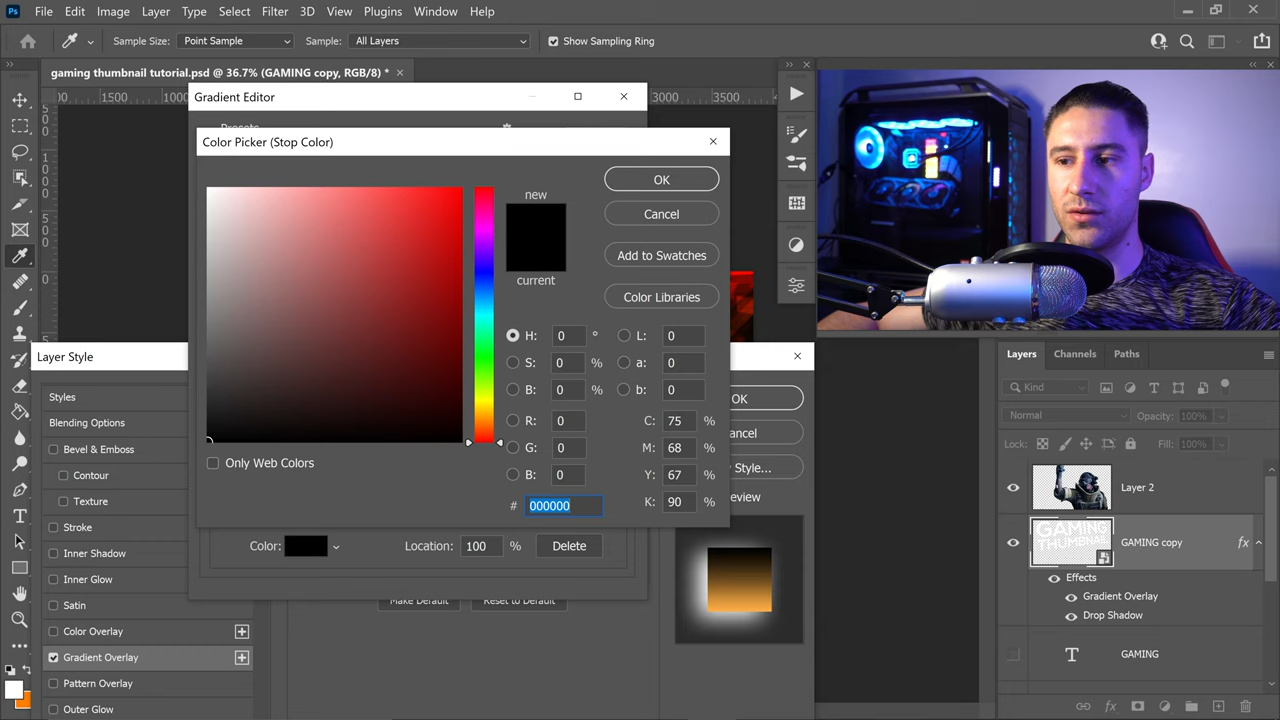 Ps File Edit Image Layer Type Select Filter 3D View Plugins Window Help
Sample Size: Point Sample Sample: All Layers Show Sampling Ring
gaming thumbnail tutorial.psd @ 36.7% (GAMING copy, RGB/8) *
1500 3000 3500
Gradient Editor
Presets
Color Picker (Stop Color)
new
current
OK
Cancel
Add to Swatches
Color Libraries
H: 0 ° L: 0
S: 0 % a: 0
B: 0 % b: 0
R: 0 C: 75 %
G: 0 M: 68 %
B: 0 Y: 67 %
# 000000 K: 90 %
Only Web Colors
Color: Location: 100 % Delete
Make Default Reset to Default
Layer Style
Styles
Blending Options
Bevel & Emboss
Contour
Texture
Stroke
Inner Shadow
Inner Glow
Satin
Color Overlay
Gradient Overlay
Pattern Overlay
Outer Glow
OK
ancel
Style...
review
Layers Channels Paths
Kind
Normal Opacity: 100%
Lock: Fill: 100%
Layer 2
GAMING
THUMBNAIL
GAMING copy fx
Effects
Gradient Overlay
Drop Shadow
T GAMING